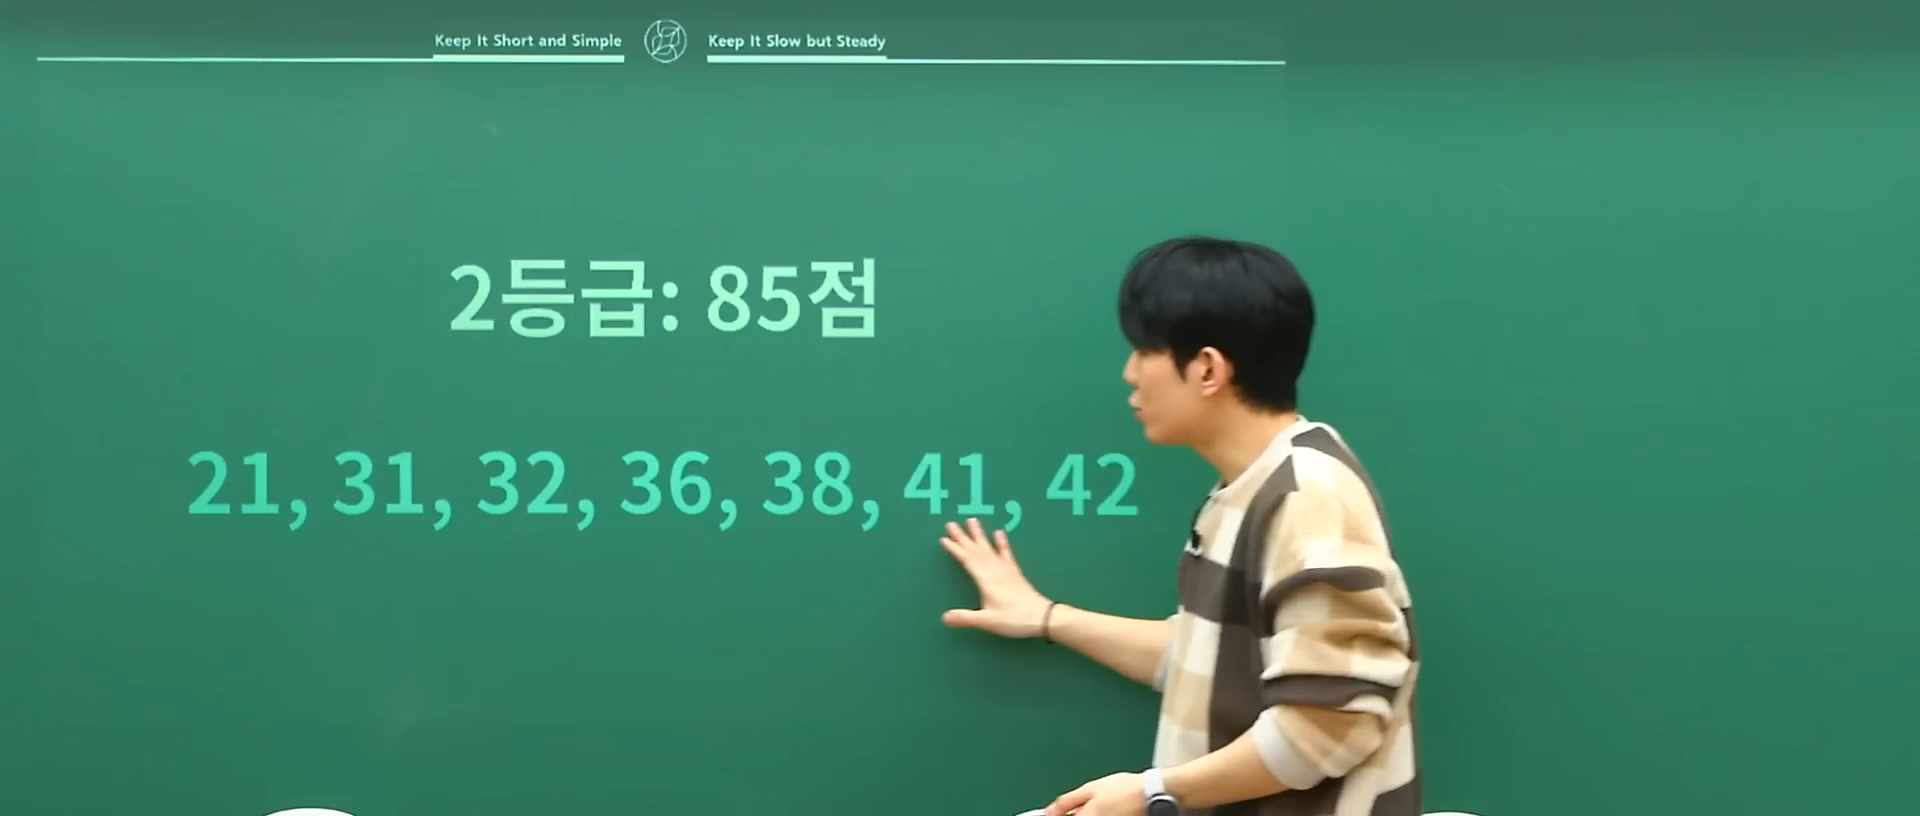 Keep It Short and Simple Keep It Slow but Steady
2등급: 85점
21, 31, 32, 36, 38, 41, 42